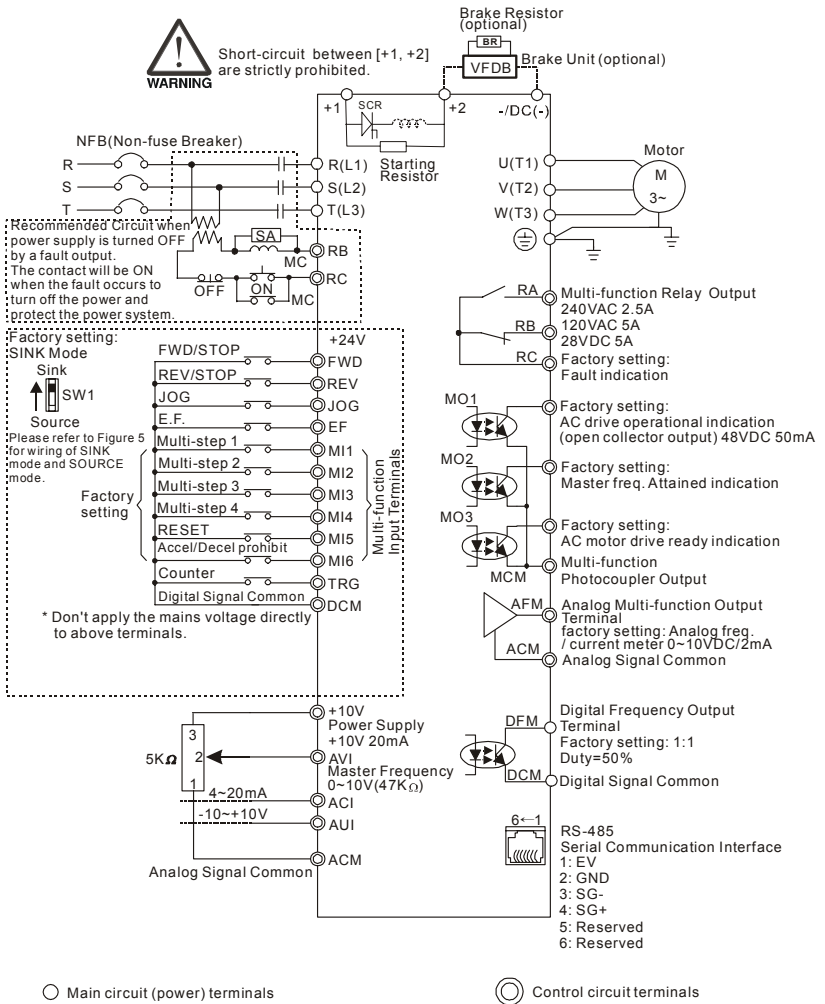 Brake Resistor
(optional)
BR
VFDB
Brake Unit (optional)
WARNING
Short-circuit between [+1, +2]
are strictly prohibited.
+1
SCR
+2
-/DC(-)
Starting
Resistor
NFB(Non-fuse Breaker)
R
S
T
R(L1)
S(L2)
T(L3)
U(T1)
V(T2)
W(T3)
Motor
M
3~
Recommended Circuit when
power supply is turned OFF
by a fault output.
The contact will be ON
when the fault occurs to
turn off the power and
protect the power system.
SA
MC
RB
RC
OFF
ON
MC
RA
RB
RC
Multi-function Relay Output
240VAC 2.5A
120VAC 5A
28VDC 5A
Factory setting:
Fault indication
Factory setting:
SINK Mode
Sink
SW1
Source
Please refer to Figure 5
for wiring of SINK
mode and SOURCE
mode.
+24V
FWD/STOP
FWD
REV/STOP
REV
JOG
JOG
E.F.
EF
Multi-step 1
MI1
Multi-step 2
MI2
Multi-step 3
MI3
Multi-step 4
MI4
RESET
MI5
Accel/Decel prohibit
MI6
Counter
TRG
Digital Signal Common
DCM
Factory
setting
Multi-function
Input Terminals
* Don't apply the mains voltage directly
to above terminals.
MO1
Factory setting:
AC drive operational indication
(open collector output) 48VDC 50mA
MO2
Factory setting:
Master freq. Attained indication
MO3
Factory setting:
AC motor drive ready indication
MCM
Multi-function
Photocoupler Output
AFM
Analog Multi-function Output
Terminal
factory setting: Analog freq.
/ current meter 0~10VDC/2mA
ACM
Analog Signal Common
+10V
Power Supply
+10V 20mA
3
2
1
5KΩ
AVI
Master Frequency
0~10V(47KΩ)
4~20mA
ACI
-10~+10V
AUI
ACM
Analog Signal Common
DFM
Digital Frequency Output
Terminal
Factory setting: 1:1
Duty=50%
DCM
Digital Signal Common
6←1
RS-485
Serial Communication Interface
1: EV
2: GND
3: SG-
4: SG+
5: Reserved
6: Reserved
Main circuit (power) terminals
Control circuit terminals